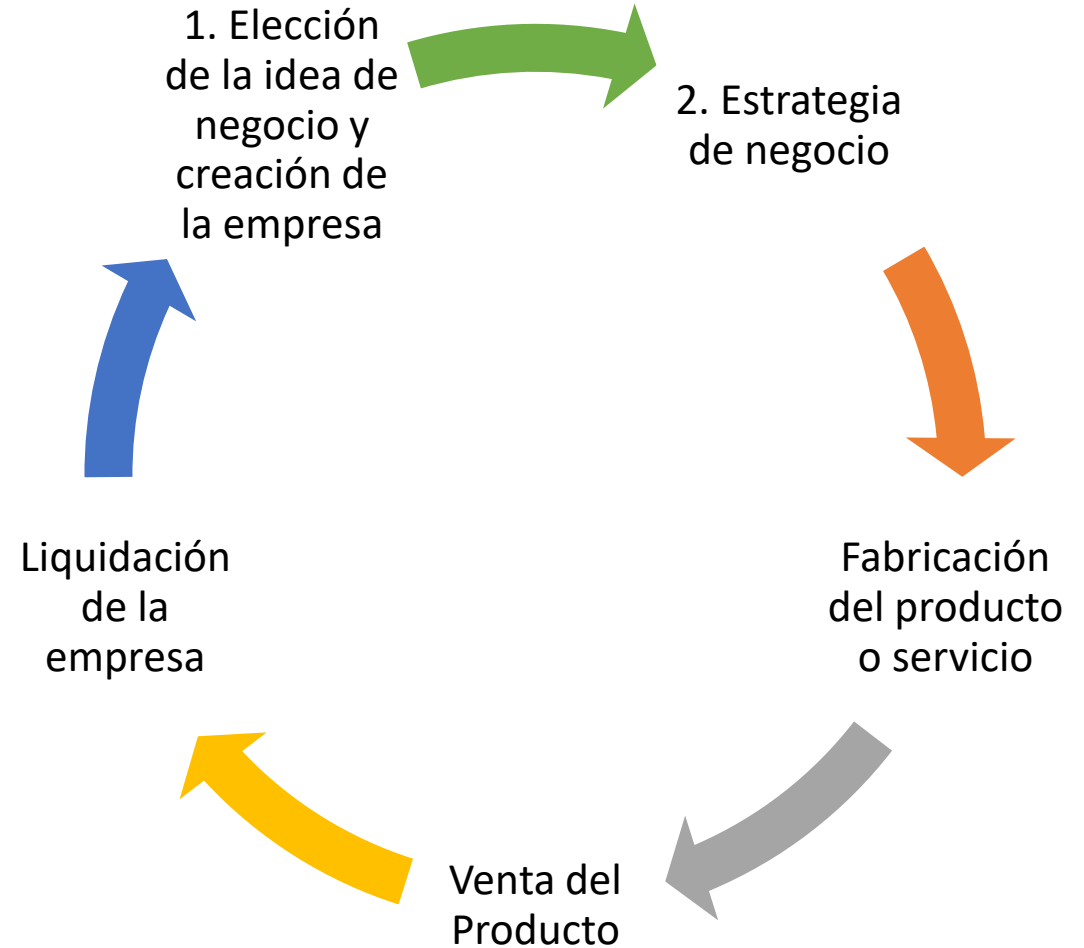 1. Elección
de la idea de
negocio y
creación de
la empresa
2. Estrategia
de negocio
Fabricación
del producto
o servicio
Venta del
Producto
Liquidación
de la
empresa